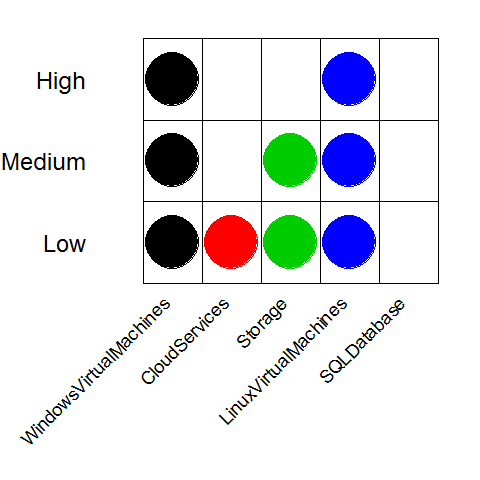 High
Medium
Low
WindowsVirtualMachines
CloudServices
Storage
LinuxVirtualMachines
SQLDatabase